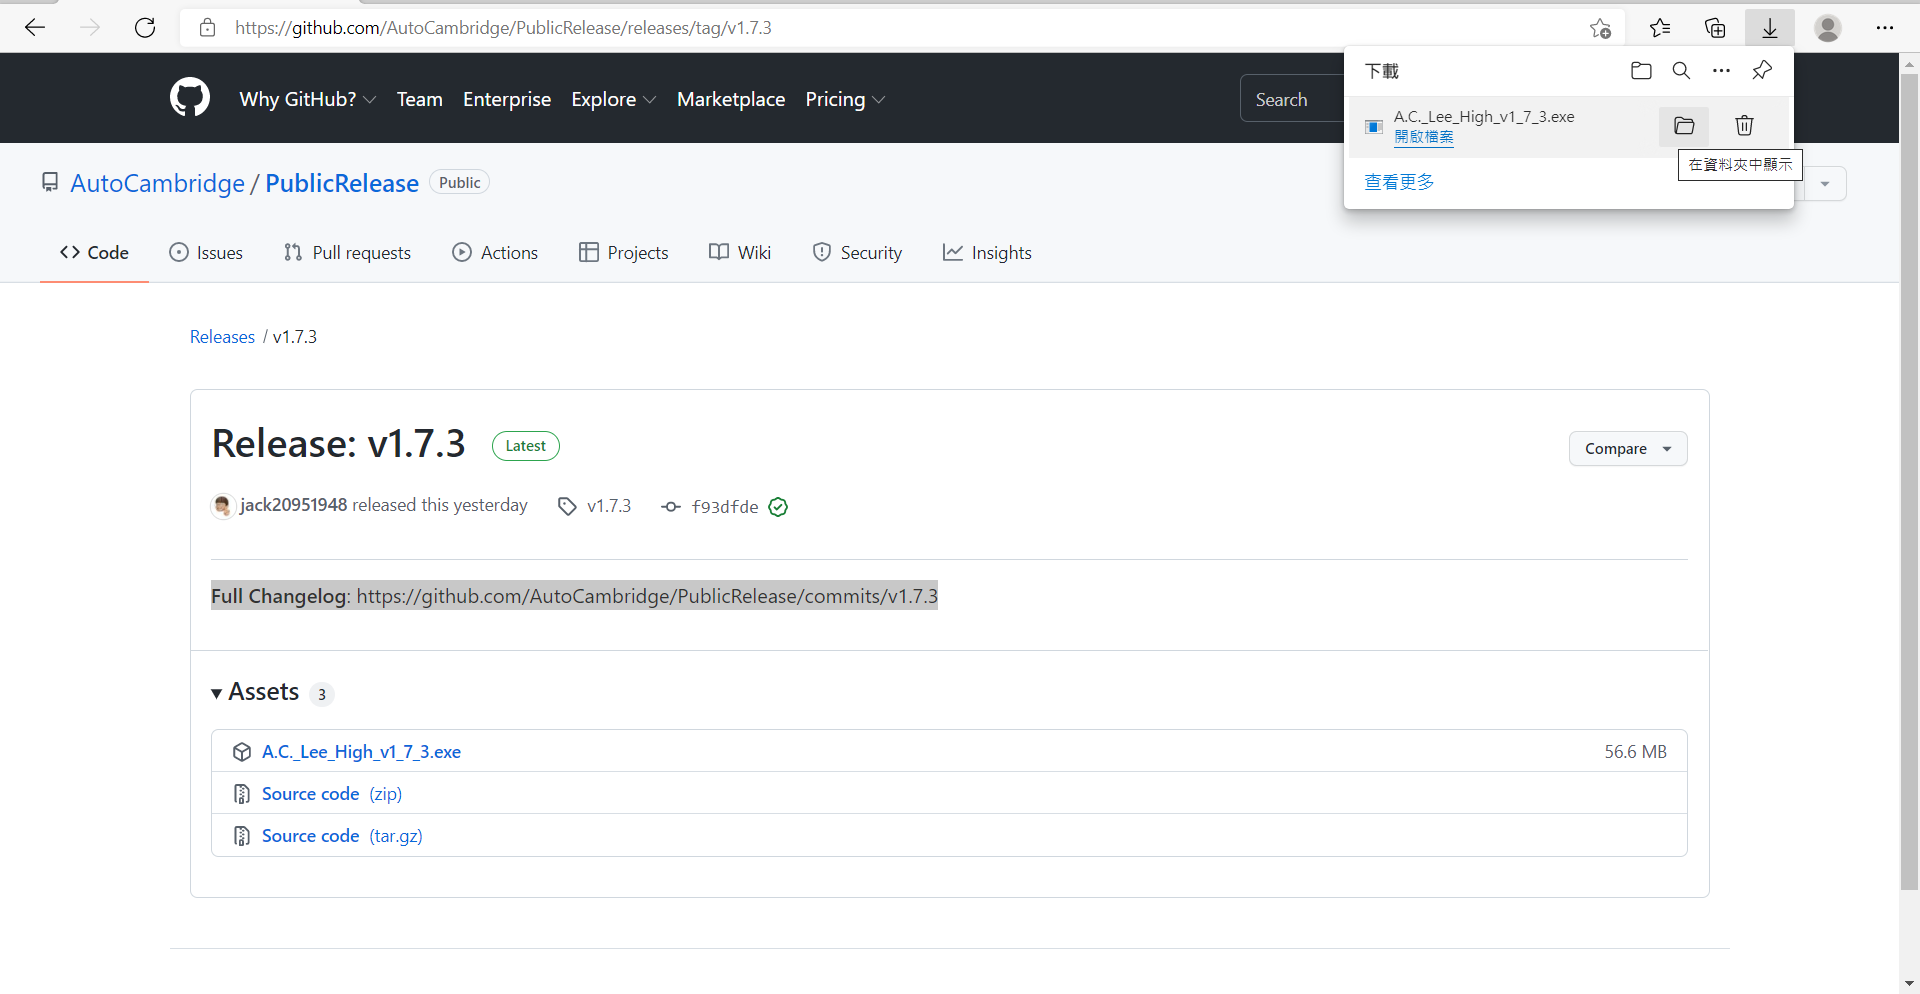 https://github.com/AutoCambridge/PublicRelease/releases/tag/v1.7.3
下載
Why GitHub? Team Enterprise Explore Marketplace Pricing Search
A.C._Lee_High_v1_7_3.exe
開啟檔案
在資料夾中顯示
查看更多
AutoCambridge / PublicRelease Public
Code Issues Pull requests Actions Projects Wiki Security Insights
Releases / v1.7.3
Release: v1.7.3 Latest
Compare
jack20951948 released this yesterday v1.7.3 f93dfde
Full Changelog: https://github.com/AutoCambridge/PublicRelease/commits/v1.7.3
Assets 3
A.C._Lee_High_v1_7_3.exe 56.6 MB
Source code (zip)
Source code (tar.gz)